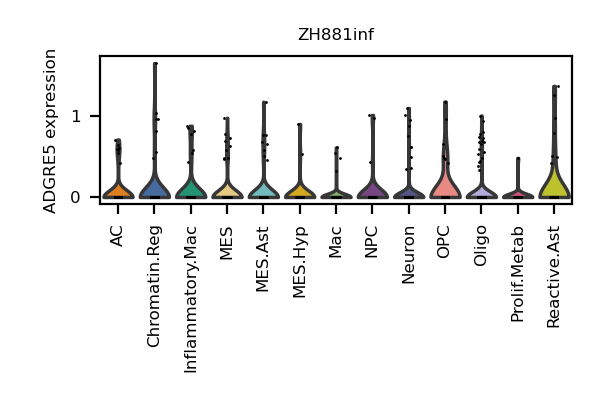 ZH881inf
ADGRE5 expression
1
0
AC
Chromatin.Reg
Inflammatory.Mac
MES
MES.Ast
MES.Hyp
Mac
NPC
Neuron
OPC
Oligo
Prolif.Metab
Reactive.Ast